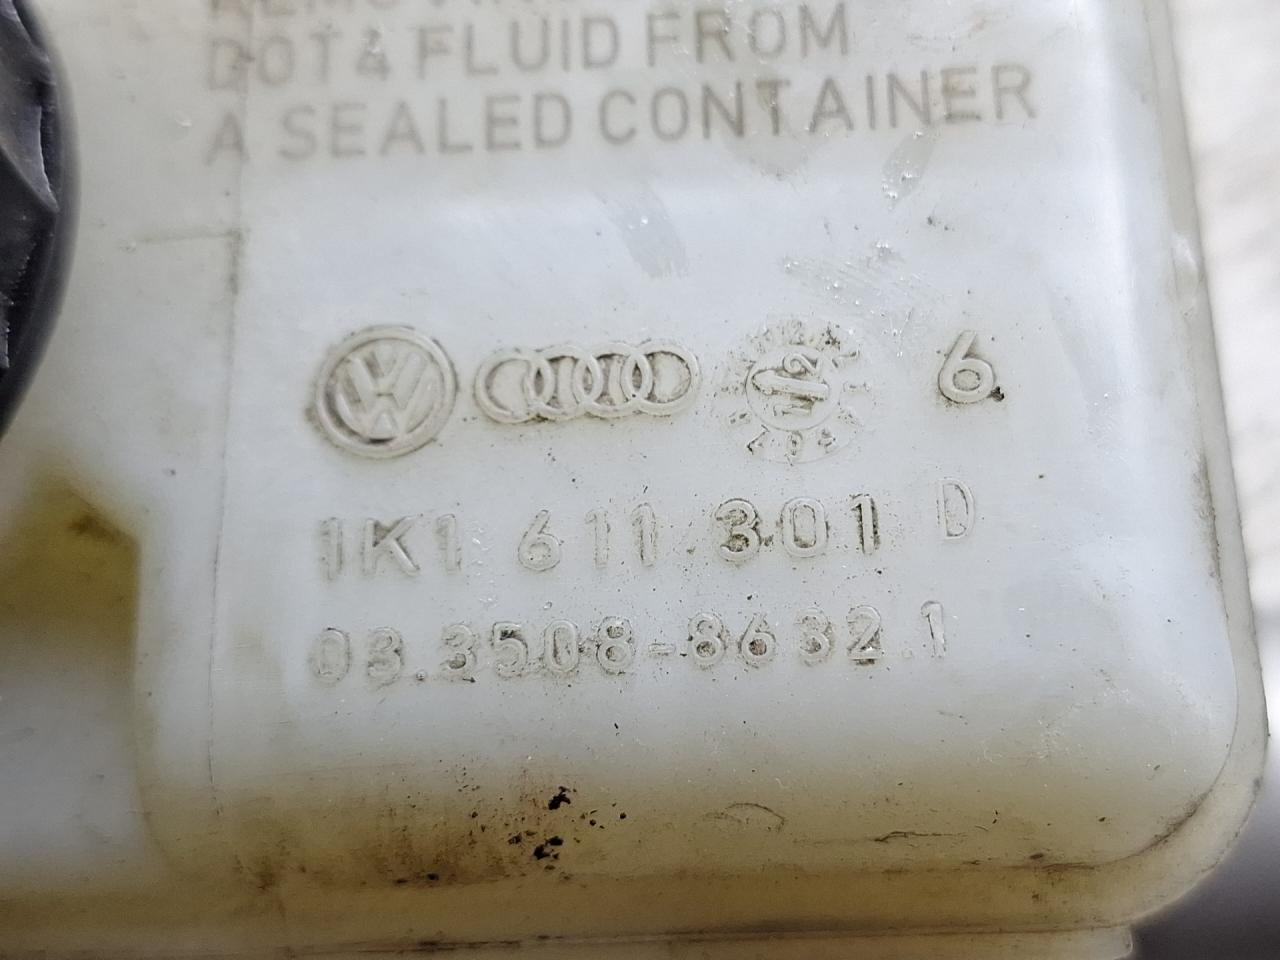 DOT4 FLUID FROM
A SEALED CONTAINER
6
1K1 611 301 D
03.3508-8632.1